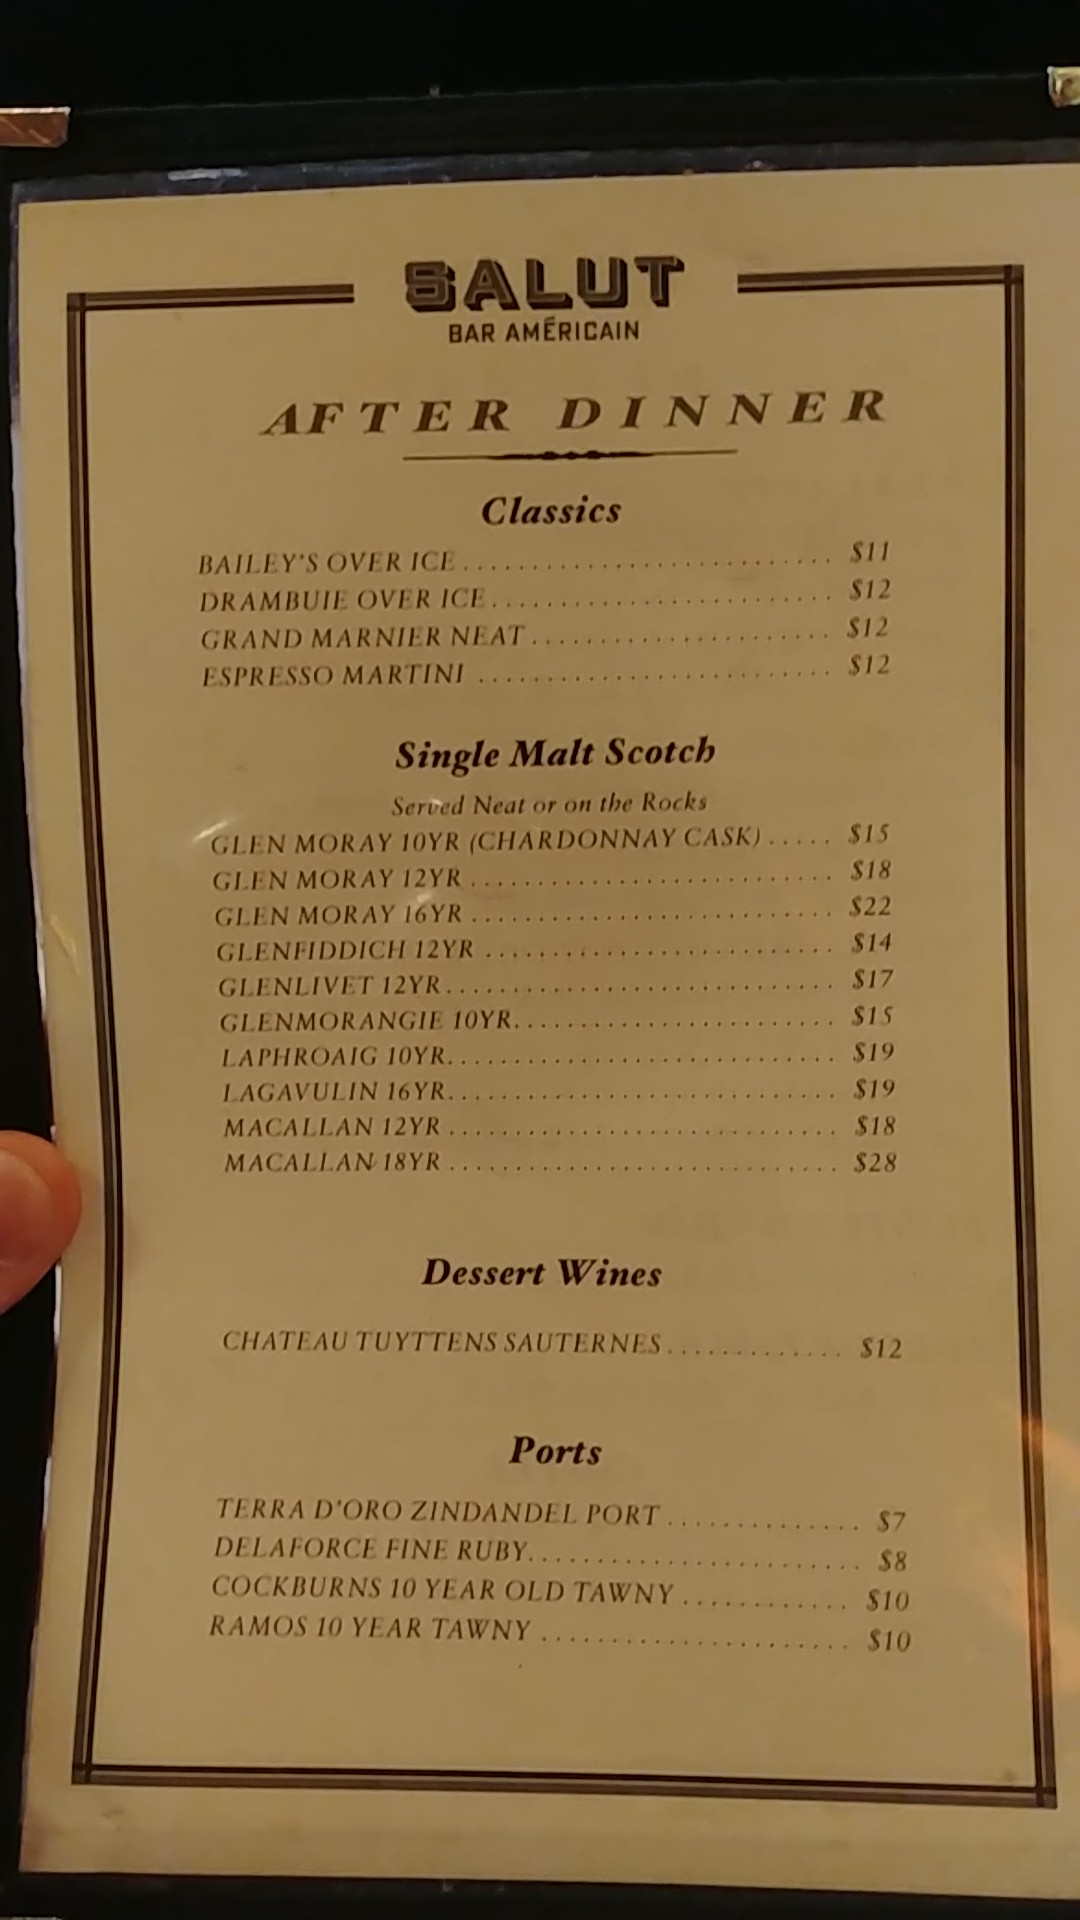 SALUT
BAR AMÉRICAIN
AFTER DINNER
Classics
BAILEY'S OVER ICE ........................... $11
DRAMBUIE OVER ICE ......................... $12
GRAND MARNIER NEAT ...................... $12
ESPRESSO MARTINI .......................... $12
Single Malt Scotch
Served Neat or on the Rocks
GLEN MORAY 10YR (CHARDONNAY CASK) ..... $15
GLEN MORAY 12YR ........................... $18
GLEN MORAY 16YR ........................... $22
GLENFIDDICH 12YR .......................... $14
GLENLIVET 12YR ............................. $17
GLENMORANGIE 10YR ........................ $15
LAPHROAIG 10YR ............................. $19
LAGAVULIN 16YR ............................. $19
MACALLAN 12YR ............................. $18
MACALLAN 18YR ............................. $28
Dessert Wines
CHATEAU TUYTTENS SAUTERNES ............. $12
Ports
TERRA D'ORO ZINDANDEL PORT .............. $7
DELAFORCE FINE RUBY ........................ $8
COCKBURNS 10 YEAR OLD TAWNY ............ $10
RAMOS 10 YEAR TAWNY ....................... $10